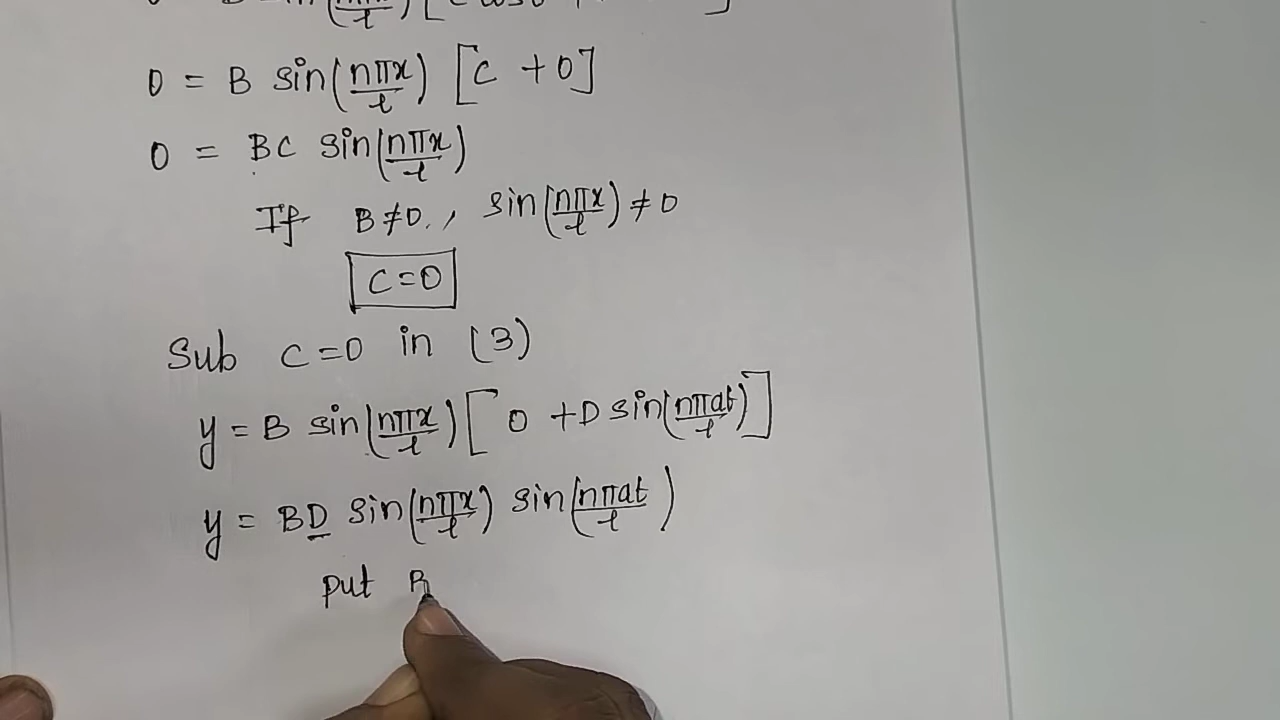 0 = B sin(nπx/l) [C + 0]
0 = BC sin(nπx/l)
If B≠0., sin(nπx/l) ≠ 0
C=0
Sub C=0 in (3)
y = B sin(nπx/l) [0 + D sin(nπat/l)]
y = BD sin(nπx/l) sin(nπat/l)
put B